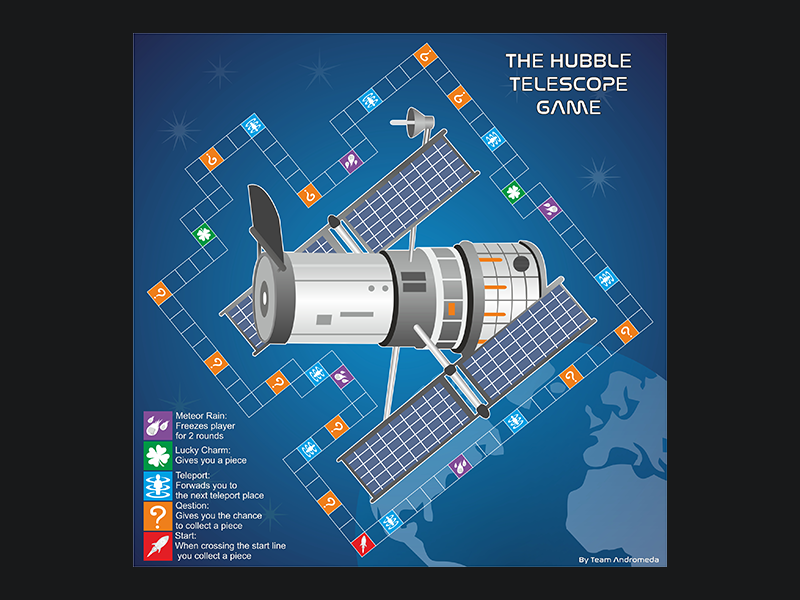 THE HUBBLE
TELESCOPE
GAME
Meteor Rain:
Freezes player
for 2 rounds
Lucky Charm:
Gives you a piece
Teleport:
Forwads you to
the next teleport place
Qestion:
Gives you the chance
to collect a piece
Start:
When crossing the start line
you collect a piece
By Team Andromeda